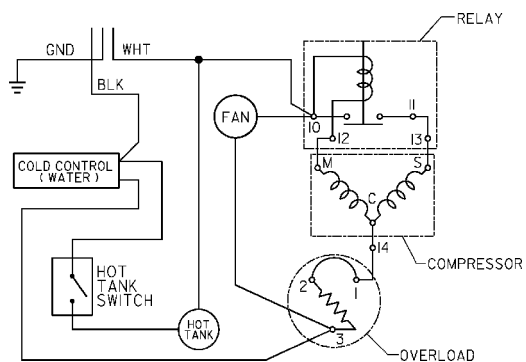 RELAY
GND
WHT
BLK
FAN
10
11
12
13
M
S
C
COLD CONTROL
(WATER)
14
COMPRESSOR
HOT
TANK
SWITCH
2
1
HOT
TANK
3
OVERLOAD